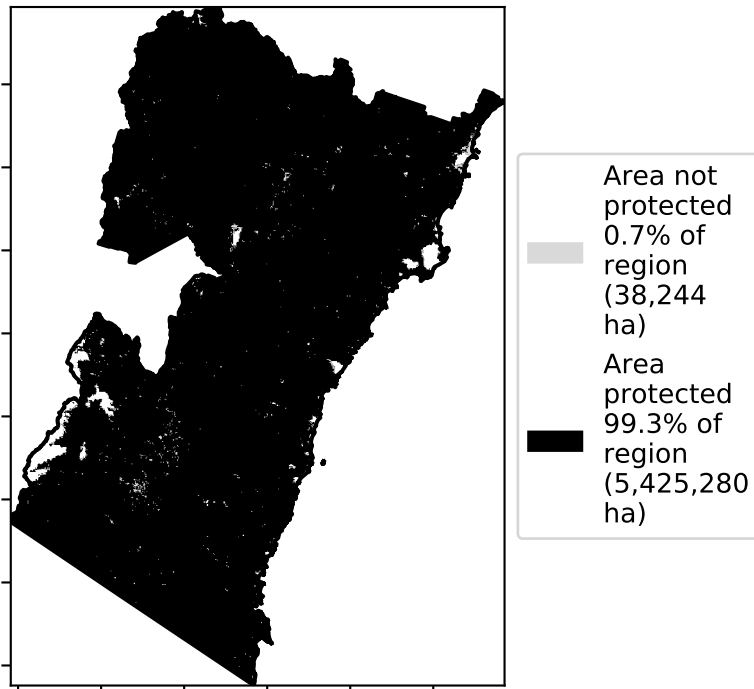 Area not
protected
0.7% of
region
(38,244
ha)
Area
protected
99.3% of
region
(5,425,280
ha)